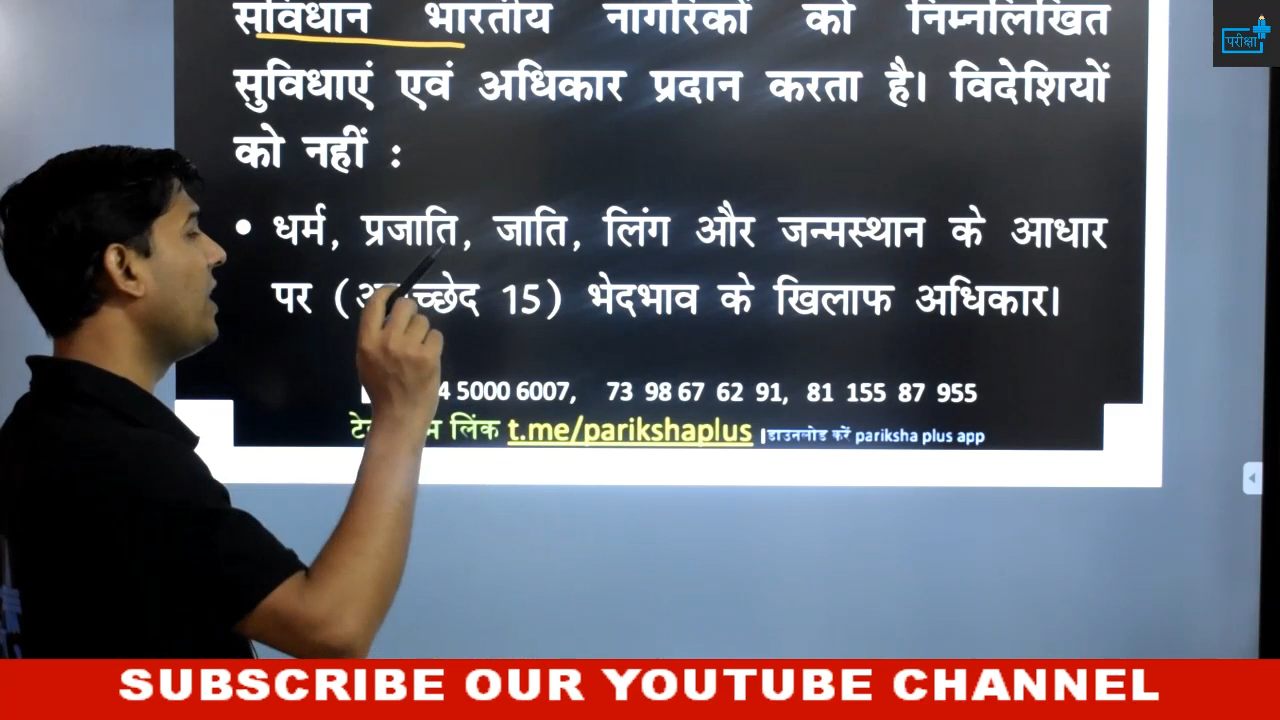 संविधान भारतीय नागरिकों को निम्नलिखित
सुविधाएं एवं अधिकार प्रदान करता है। विदेशियों
को नहीं :
• धर्म, प्रजाति, जाति, लिंग और जन्मस्थान के आधार
पर ( 15) भेदभाव के खिलाफ अधिकार।
4 5000 6007, 73 98 67 62 91, 81 155 87 955
लिंक t.me/parikshaplus डाउनलोड करें pariksha plus app
परीक्षा
SUBSCRIBE OUR YOUTUBE CHANNEL